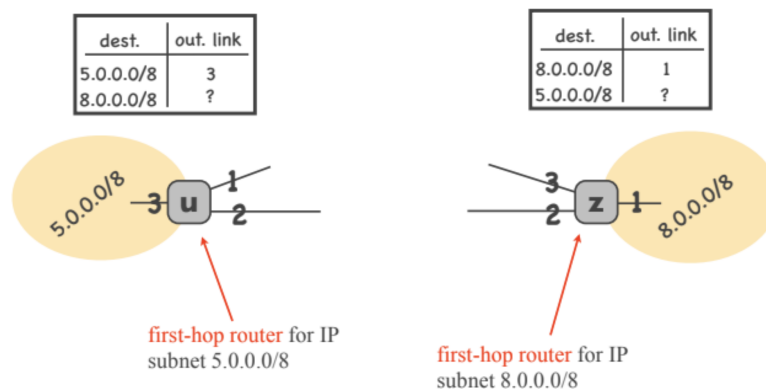 dest. out. link
5.0.0.0/8 3
8.0.0.0/8 ?
dest. out. link
8.0.0.0/8 1
5.0.0.0/8 ?
5.0.0.0/8
3 u 1
2
3
2 z 1
8.0.0.0/8
first-hop router for IP
subnet 5.0.0.0/8
first-hop router for IP
subnet 8.0.0.0/8